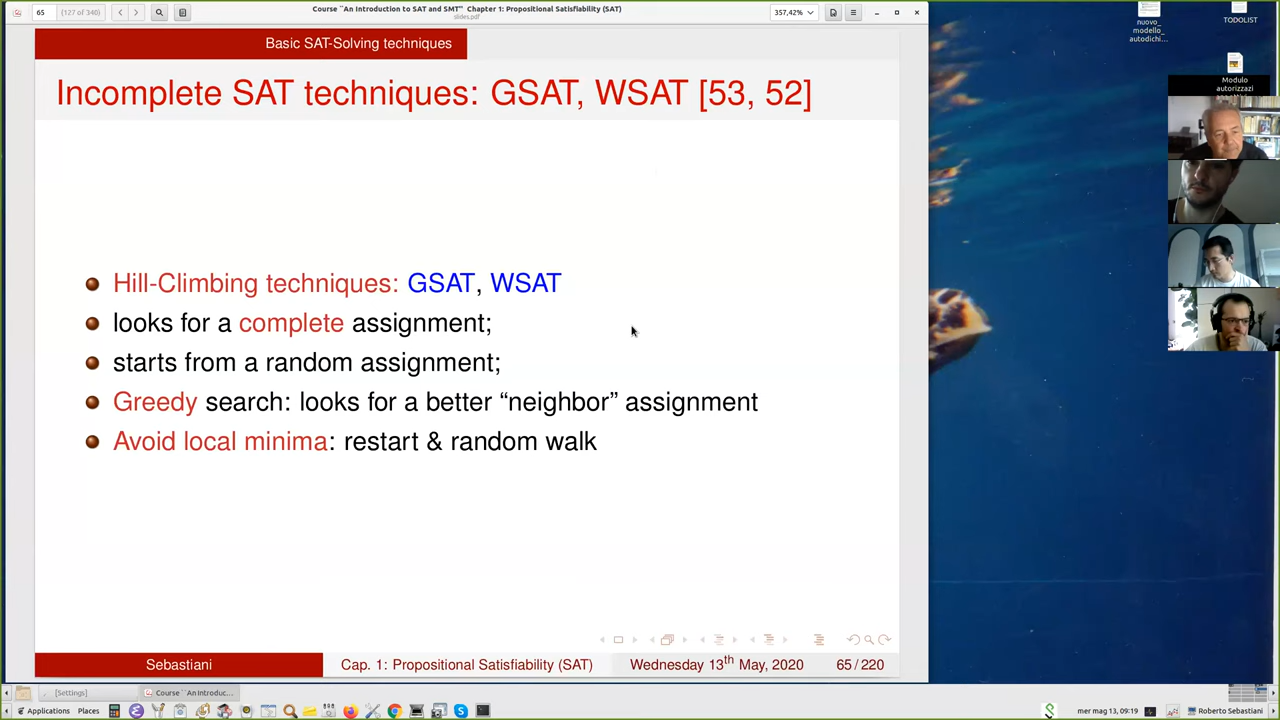 Course ``An Introduction to SAT and SMT'' Chapter 1: Propositional Satisfiability (SAT)
slides.pdf
65 (127 of 340)
357,42%
Basic SAT-Solving techniques
Incomplete SAT techniques: GSAT, WSAT [53, 52]
Hill-Climbing techniques: GSAT, WSAT
looks for a complete assignment;
starts from a random assignment;
Greedy search: looks for a better “neighbor” assignment
Avoid local minima: restart & random walk
Sebastiani Cap. 1: Propositional Satisfiability (SAT) Wednesday 13th May, 2020 65 / 220
nuovo_
modello_
autodichi...
TODOLIST
Modulo
autorizzazi
[Settings] Course ``An Introduc...
Applications Places mer mag 13, 09:19 Roberto Sebastiani